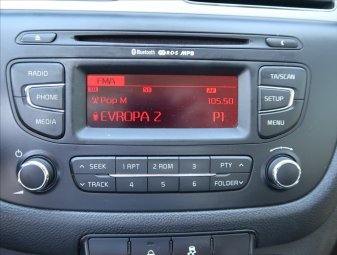 Bluetooth RDS MP3
RADIO
PHONE
MEDIA
FMA
Pop M 105.50
EVROPA 2 P1
TA/SCAN
SETUP
MENU
SEEK 1 RPT 2 RDM 3 PTY
TRACK 4 5 6 FOLDER